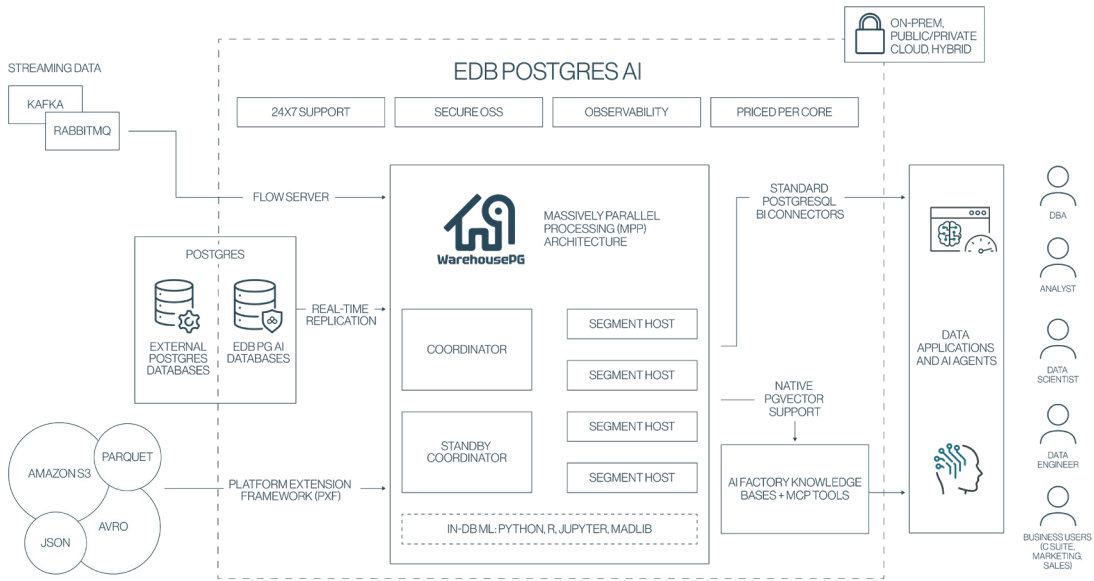 ON-PREM,
PUBLIC/PRIVATE
CLOUD, HYBRID
EDB POSTGRES AI
STREAMING DATA
KAFKA
RABBITMQ
24X7 SUPPORT
SECURE OSS
OBSERVABILITY
PRICED PER CORE
FLOW SERVER
WarehousePG
MASSIVELY PARALLEL
PROCESSING (MPP)
ARCHITECTURE
STANDARD
POSTGRESQL
BI CONNECTORS
POSTGRES
EXTERNAL
POSTGRES
DATABASES
EDB PG AI
DATABASES
REAL-TIME
REPLICATION
COORDINATOR
STANDBY
COORDINATOR
SEGMENT HOST
SEGMENT HOST
SEGMENT HOST
SEGMENT HOST
NATIVE
PGVECTOR
SUPPORT
AI FACTORY KNOWLEDGE
BASES + MCP TOOLS
AMAZON S3
PARQUET
AVRO
JSON
PLATFORM EXTENSION
FRAMEWORK (PXF)
IN-DB ML: PYTHON, R, JUPYTER, MADLIB
DATA
APPLICATIONS
AND AI AGENTS
DBA
ANALYST
DATA
SCIENTIST
DATA
ENGINEER
BUSINESS USERS
(C SUITE,
MARKETING,
SALES)